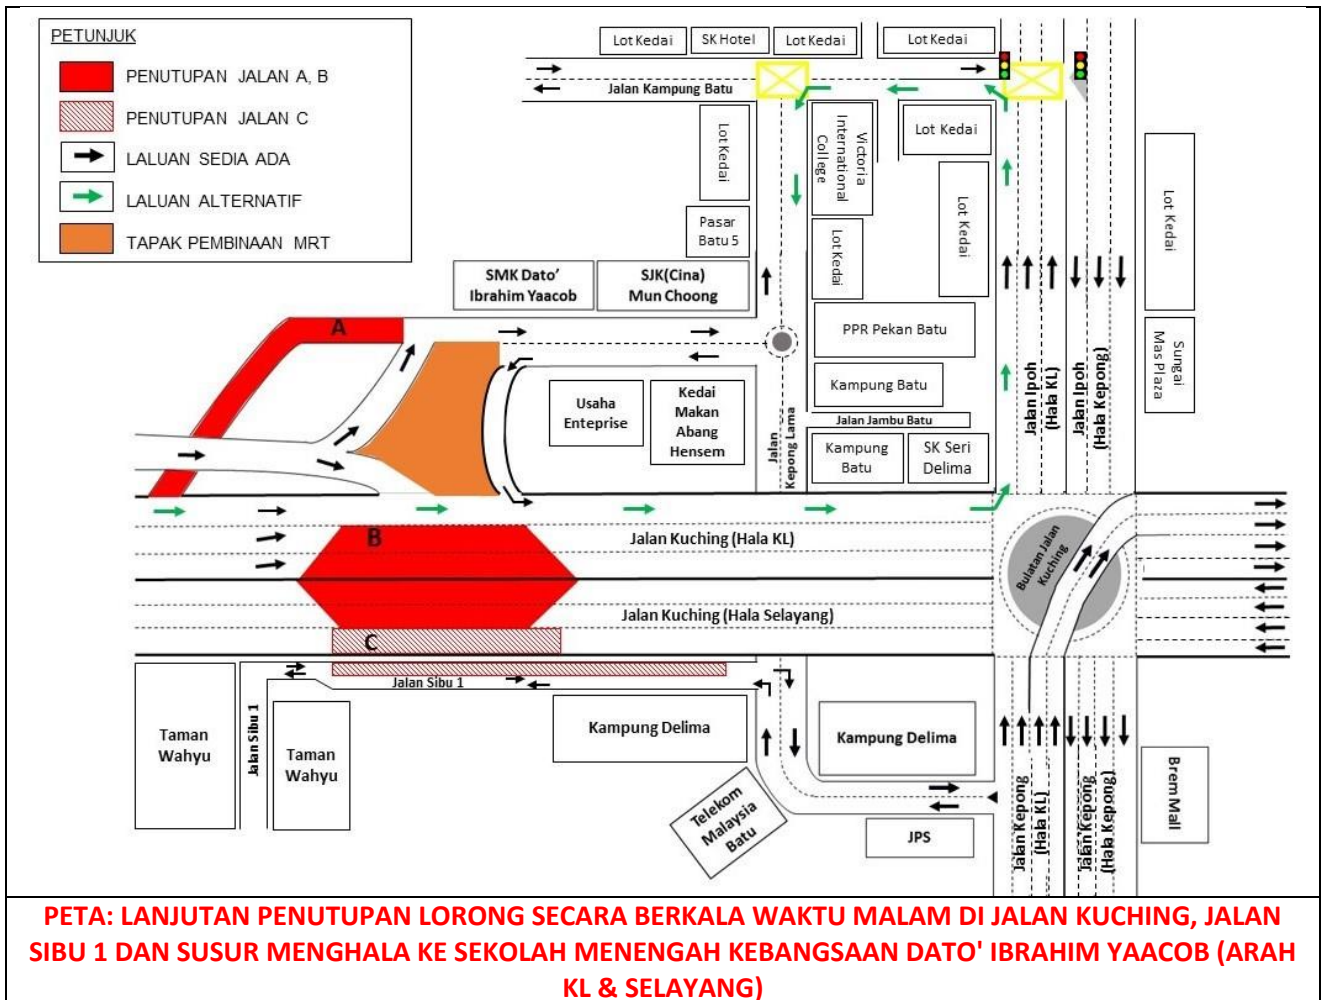 PETUNJUK
PENUTUPAN JALAN A, B
PENUTUPAN JALAN C
LALUAN SEDIA ADA
LALUAN ALTERNATIF
TAPAK PEMBINAAN MRT
Lot Kedai
SK Hotel
Lot Kedai
Lot Kedai
Jalan Kampung Batu
Lot Kedai
Victoria
International
College
Lot Kedai
Lot Kedai
Lot Kedai
Pasar
Batu 5
Lot Kedai
SMK Dato'
Ibrahim Yaacob
SJK(Cina)
Mun Choong
A
PPR Pekan Batu
Sungai
Mas Plaza
Jalan Ipoh
(Hala KL)
Jalan Ipoh
(Hala Kepong)
Kampung Batu
Usaha
Enteprise
Kedai
Makan
Abang
Hensem
Jalan
Kepong Lama
Jalan Jambu Batu
Kampung
Batu
SK Seri
Delima
B
Jalan Kuching (Hala KL)
Bulatan Jalan
Kuching
Jalan Kuching (Hala Selayang)
C
Jalan Sibu 1
Taman
Wahyu
Jalan Sibu 1
Taman
Wahyu
Kampung Delima
Kampung Delima
Telekom
Malaysia
Batu
JPS
Jalan Kepong
(Hala KL)
Jalan Kepong
(Hala Kepong)
Brem Mall
PETA: LANJUTAN PENUTUPAN LORONG SECARA BERKALA WAKTU MALAM DI JALAN KUCHING, JALAN
SIBU 1 DAN SUSUR MENGHALA KE SEKOLAH MENENGAH KEBANGSAAN DATO' IBRAHIM YAACOB (ARAH
KL & SELAYANG)